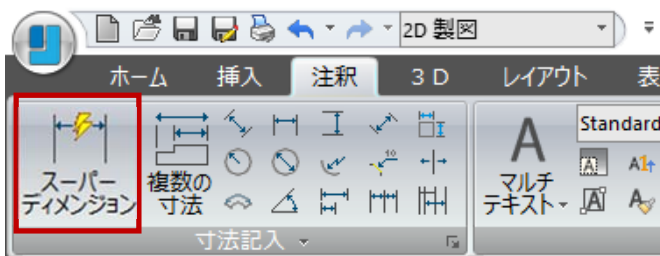 2D 製図
ホーム 挿入 注釈 3D レイアウト 表
スーパー
ディメンション
複数の
寸法
10
寸法記入
A
マルチ
テキスト
Standard
A
A
A
A